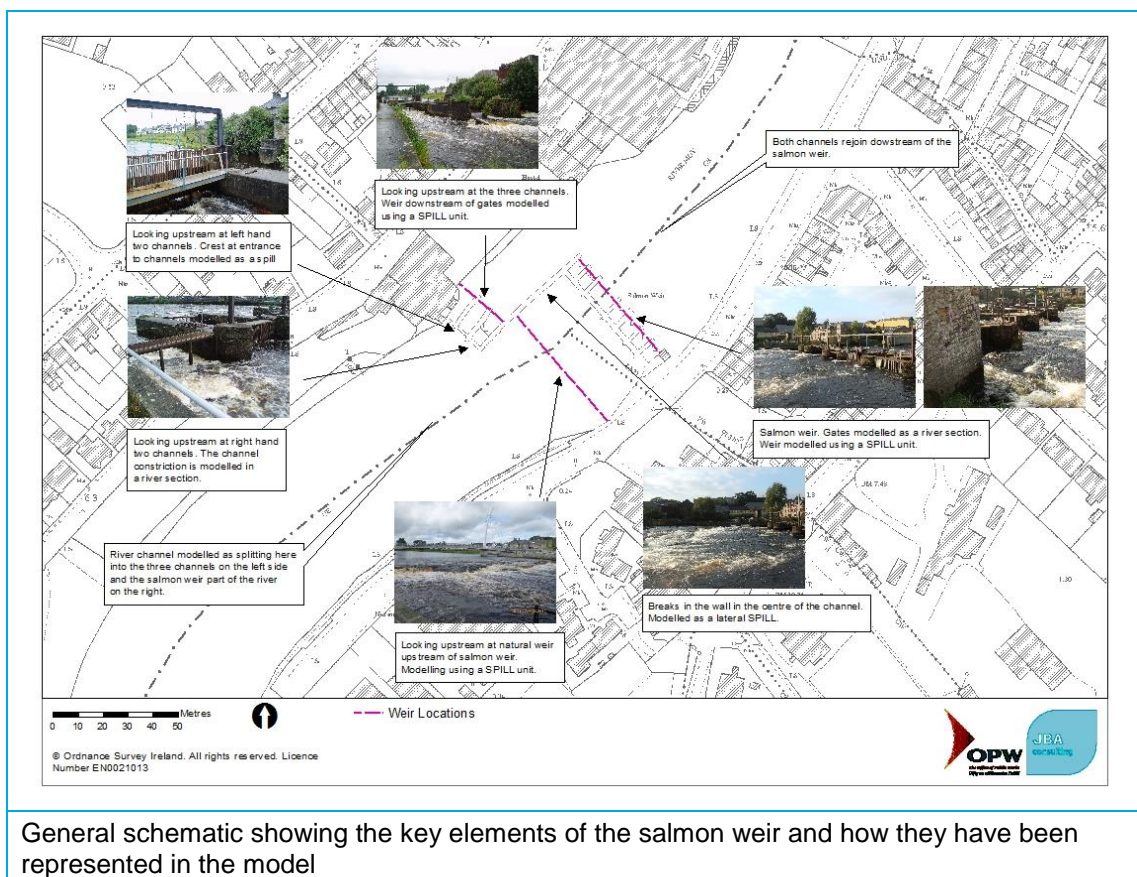 Looking upstream at the three channels.
Weir downstream of gates modelled
using a SPILL unit.
Both channels rejoin dowstream of the
salmon weir.
Looking upstream at left hand
two channels. Crest at entrance
to channels modelled as a spill
Salmon Weir
Looking upstream at right hand
two channels. The channel
constriction is modelled in
a river section.
Salmon weir. Gates modelled as a river section.
Weir modelled using a SPILL unit.
River channel modelled as splitting here
into the three channels on the left side
and the salmon weir part of the river
on the right.
Breaks in the wall in the centre of the channel.
Modelled as a lateral SPILL.
Looking upstream at natural weir
upstream of salmon weir.
Modelling using a SPILL unit.
Metres
0 10 20 30 40 50
Weir Locations
© Ordnance Survey Ireland. All rights reserved. Licence
Number EN0021013
OPW
JBA
consulting
General schematic showing the key elements of the salmon weir and how they have been
represented in the model